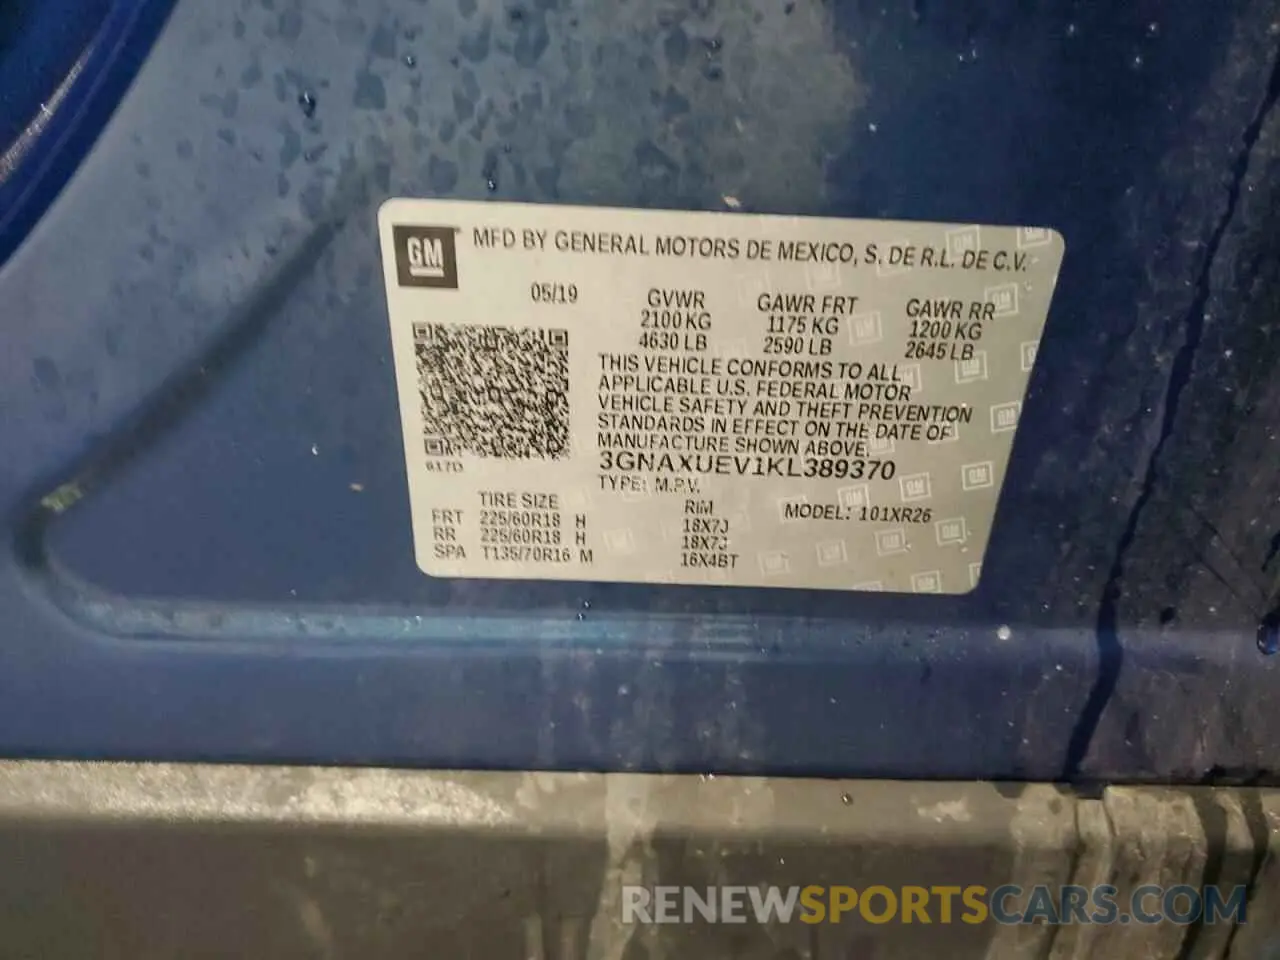 GM MFD BY GENERAL MOTORS DE MEXICO, S. DE R.L. DE C.V.
05/19 GVWR GAWR FRT GAWR RR
2100 KG 1175 KG 1200 KG
4630 LB 2590 LB 2645 LB
THIS VEHICLE CONFORMS TO ALL
APPLICABLE U.S. FEDERAL MOTOR
VEHICLE SAFETY AND THEFT PREVENTION
STANDARDS IN EFFECT ON THE DATE OF
MANUFACTURE SHOWN ABOVE.
617D 3GNAXUEV1KL389370
TYPE: M.P.V.
TIRE SIZE RIM MODEL: 101XR26
FRT 225/60R18 H 18X7J
RR 225/60R18 H 18X7J
SPA T135/70R16 M 16X4BT
RENEWSPORTSCARS.COM